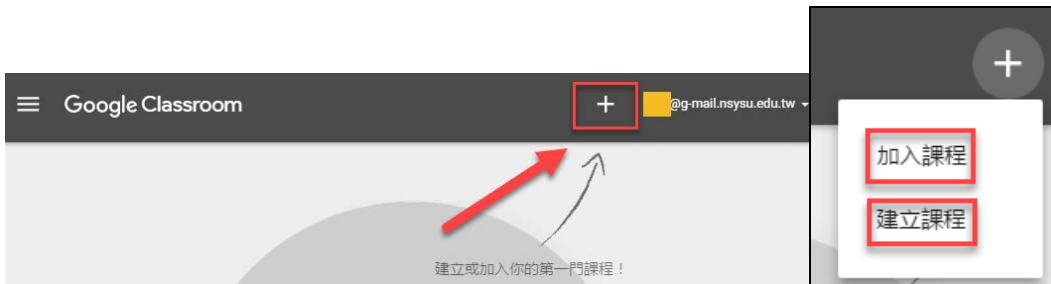 Google Classroom
+
@g-mail.nsysu.edu.tw
建立或加入你的第一門課程！
+
加入課程
建立課程